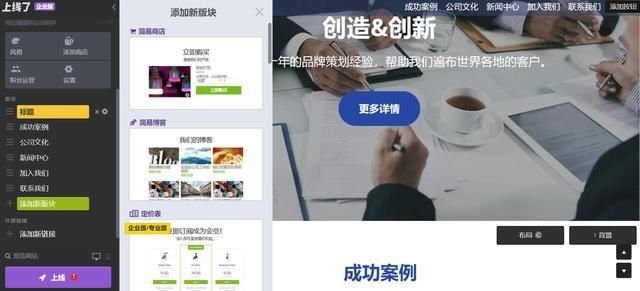 上线了 企业版
风格
添加商店
粉丝运营
设置
版块
标题
成功案例
公司文化
新闻中心
加入我们
联系我们
添加新版块
外部链接
添加新链接
预览网站
上线
添加新版块
简易商店
立即购买
立即购买
简易博客
我们的博客
定价表
企业版/专业版
立即订阅成为会员!
成功案例 公司文化 新闻中心 加入我们 联系我们 添加按钮
创造&创新
一年的品牌策划经验,帮助我们遍布世界各地的客户。
更多详情
布局
背景
成功案例